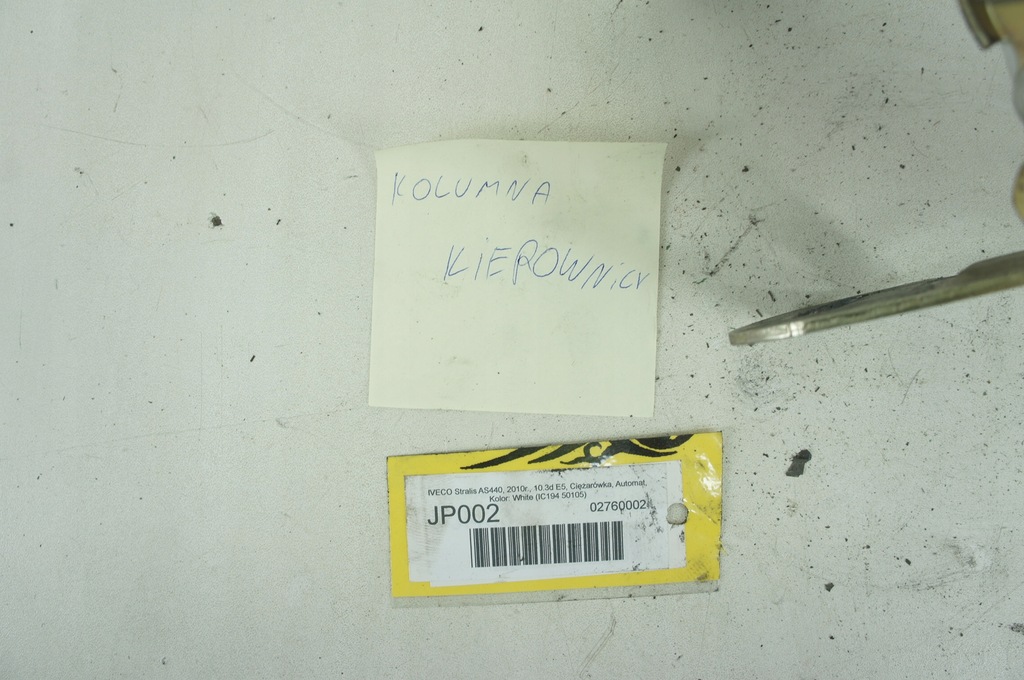 KOLUMNA
KIEROWNICY
IVECO Stralis AS440, 2010r., 10.3d E5, Ciężarówka, Automat,
Kolor: White (IC194 50105)
JP002 02760002